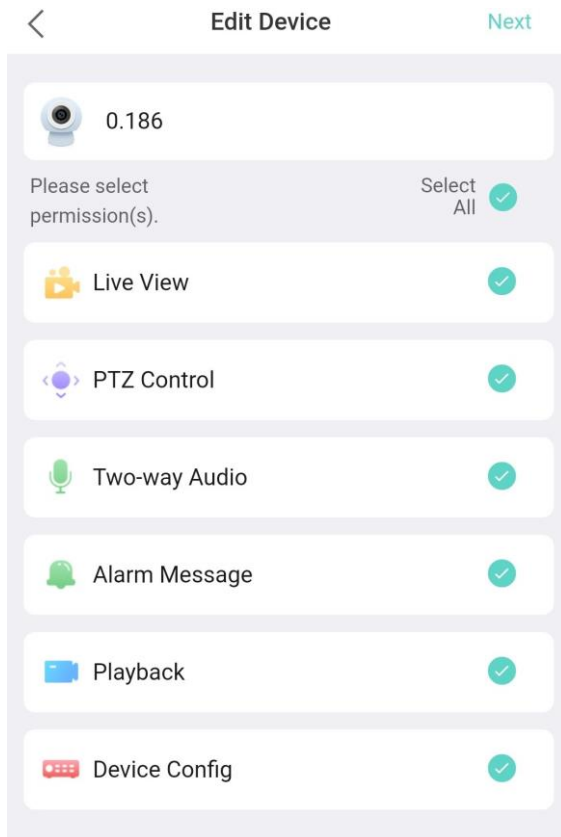 Edit Device
Next
0.186
Please select
permission(s).
Select
All
Live View
PTZ Control
Two-way Audio
Alarm Message
Playback
Device Config